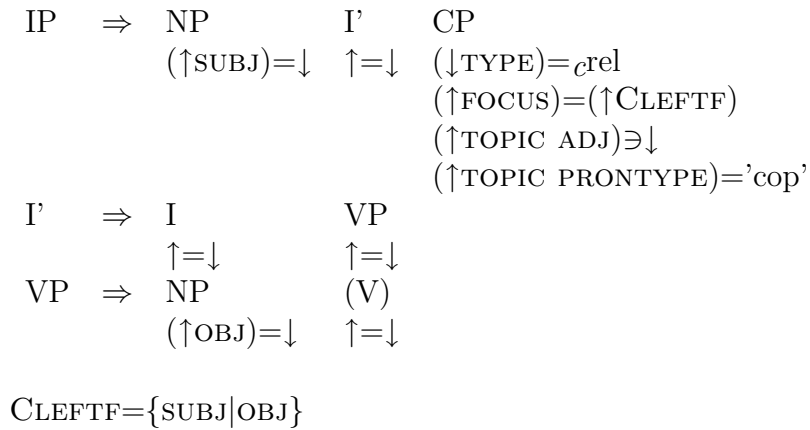 IP ⇒ NP I’ CP
(↑SUBJ)=↓ ↑=↓ (↓TYPE)=crel
(↑FOCUS)=(↑CLEFTF)
(↑TOPIC ADJ)∋↓
(↑TOPIC PRONTYPE)=’cop’
I’ ⇒ I VP
↑=↓ ↑=↓
VP ⇒ NP (V)
(↑OBJ)=↓ ↑=↓
CLEFTF={SUBJ|OBJ}